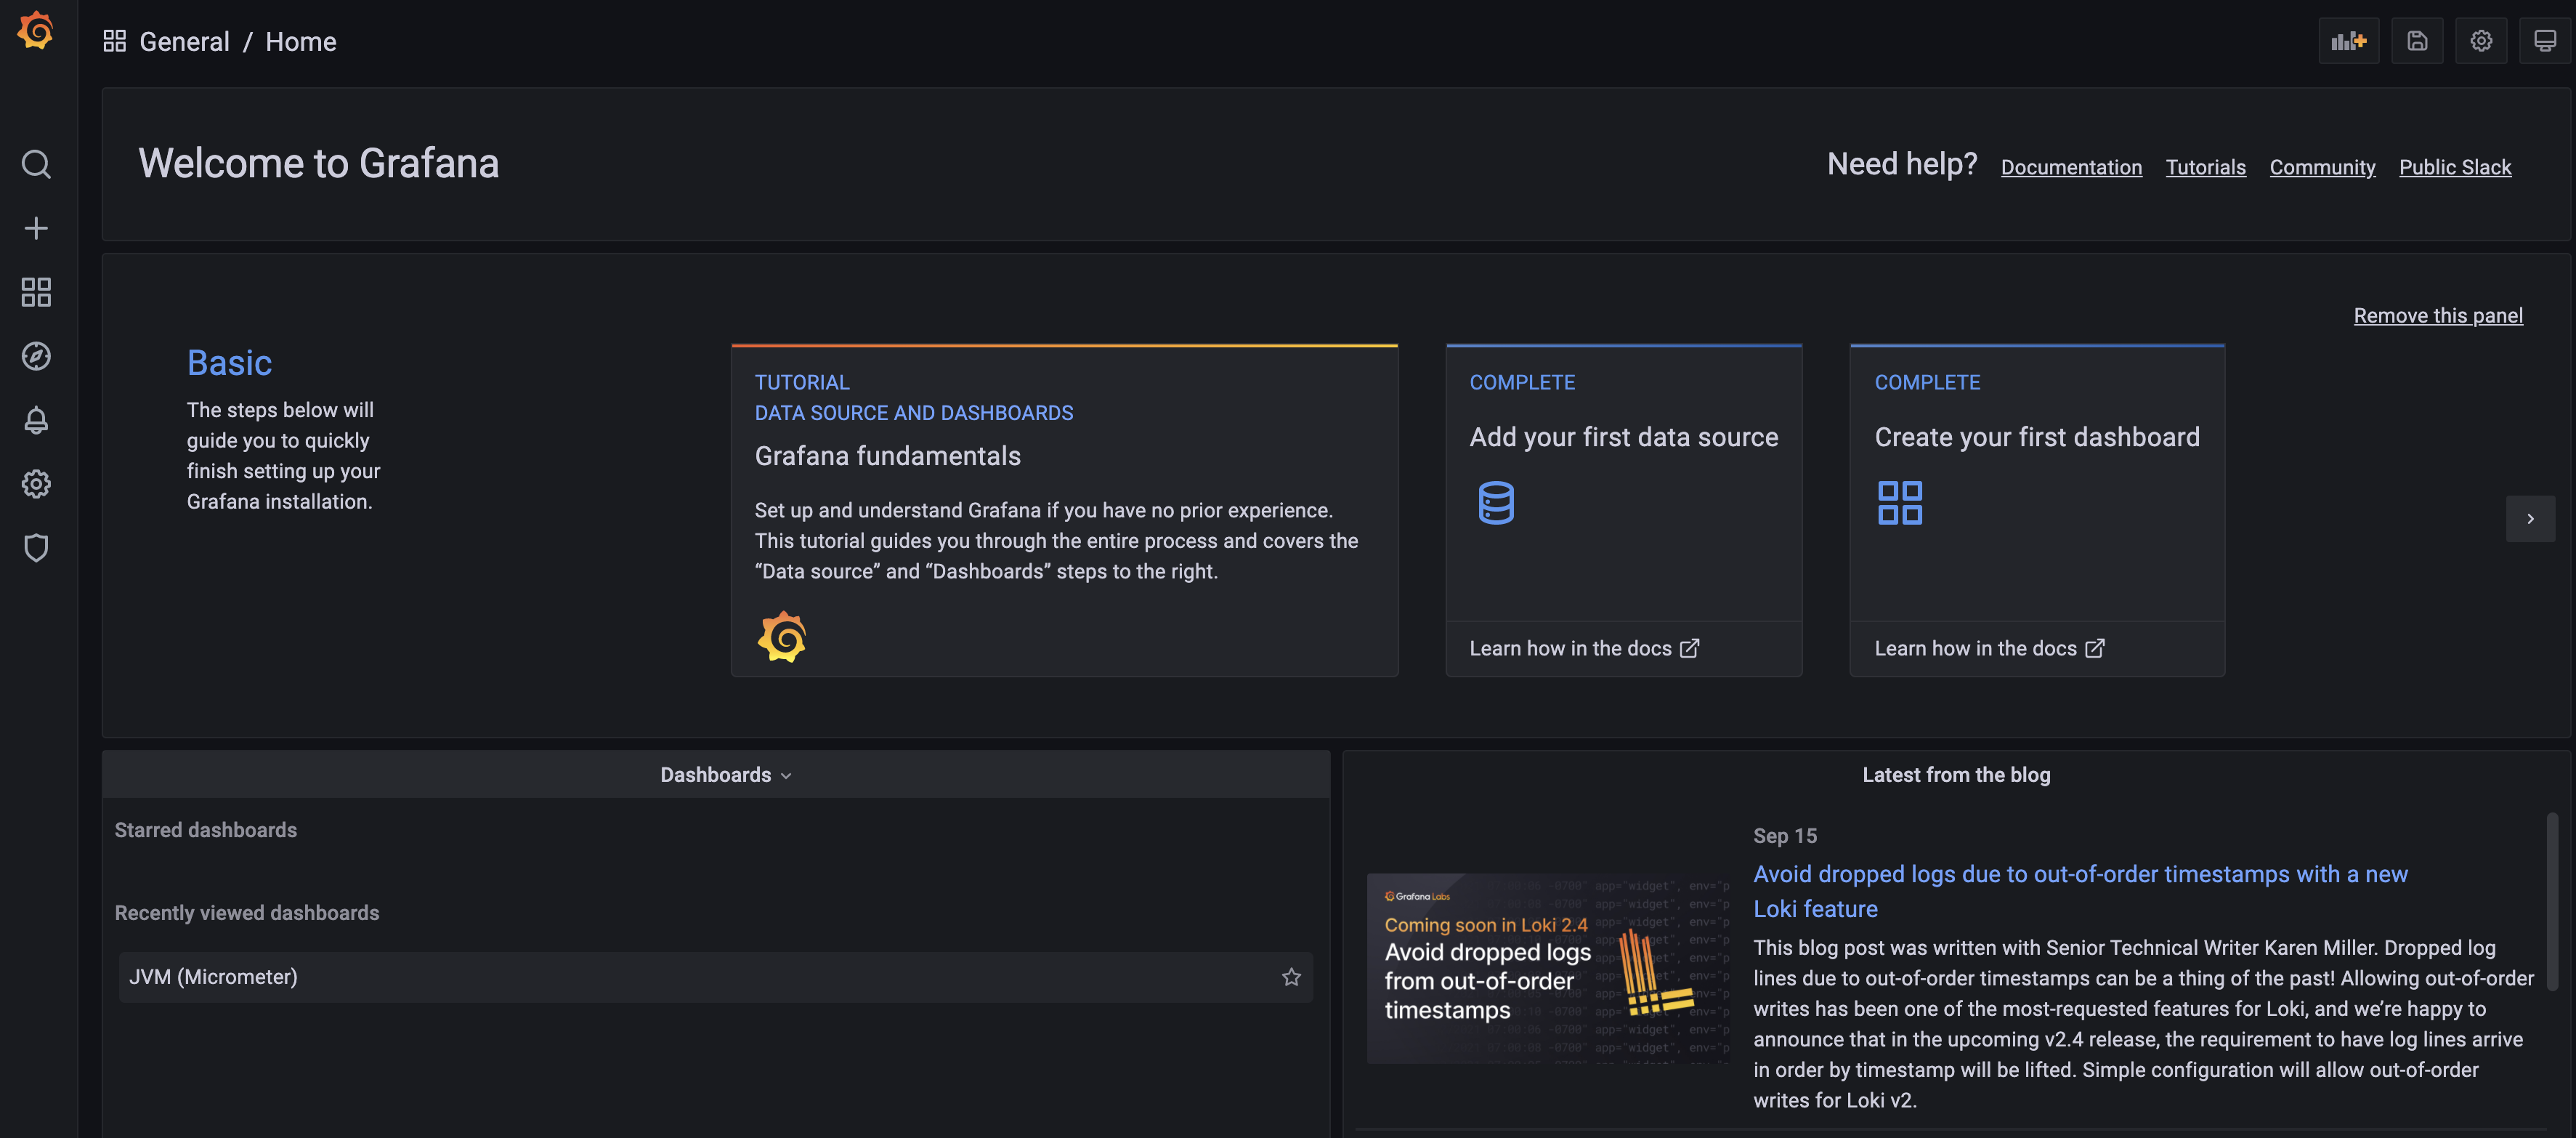 General / Home
Welcome to Grafana
Need help? Documentation Tutorials Community Public Slack
Remove this panel
Basic
The steps below will
guide you to quickly
finish setting up your
Grafana installation.
TUTORIAL
DATA SOURCE AND DASHBOARDS
Grafana fundamentals
Set up and understand Grafana if you have no prior experience.
This tutorial guides you through the entire process and covers the
“Data source” and “Dashboards” steps to the right.
COMPLETE
Add your first data source
Learn how in the docs
COMPLETE
Create your first dashboard
Learn how in the docs
Dashboards
Starred dashboards
Recently viewed dashboards
JVM (Micrometer)
Latest from the blog
Grafana Labs
Coming soon in Loki 2.4
Avoid dropped logs
from out-of-order
timestamps
Sep 15
Avoid dropped logs due to out-of-order timestamps with a new
Loki feature
This blog post was written with Senior Technical Writer Karen Miller. Dropped log
lines due to out-of-order timestamps can be a thing of the past! Allowing out-of-order
writes has been one of the most-requested features for Loki, and we’re happy to
announce that in the upcoming v2.4 release, the requirement to have log lines arrive
in order by timestamp will be lifted. Simple configuration will allow out-of-order
writes for Loki v2.